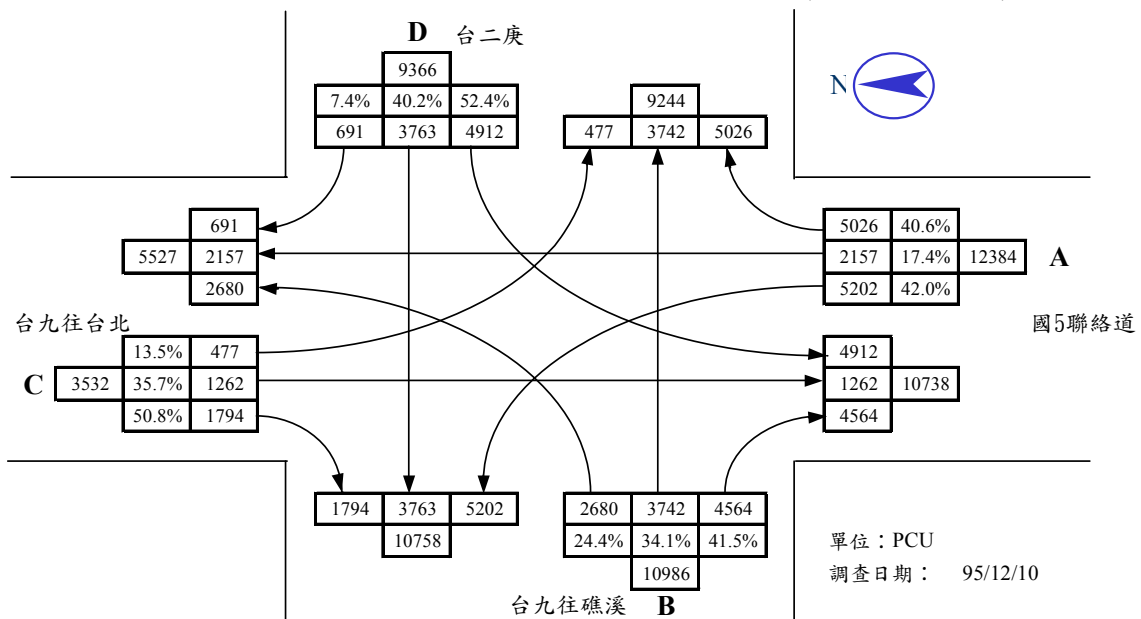 D 台二庚
9366
7.4% 40.2% 52.4%
691 3763 4912
9244
477 3742 5026
N
691
5527 2157
2680
5026 40.6%
2157 17.4% 12384
5202 42.0%
A
台九往台北
國5聯絡道
13.5% 477
C 3532 35.7% 1262
50.8% 1794
4912
1262 10738
4564
1794 3763 5202
10758
2680 3742 4564
24.4% 34.1% 41.5%
10986
台九往礁溪 B
單位：PCU
調查日期： 95/12/10